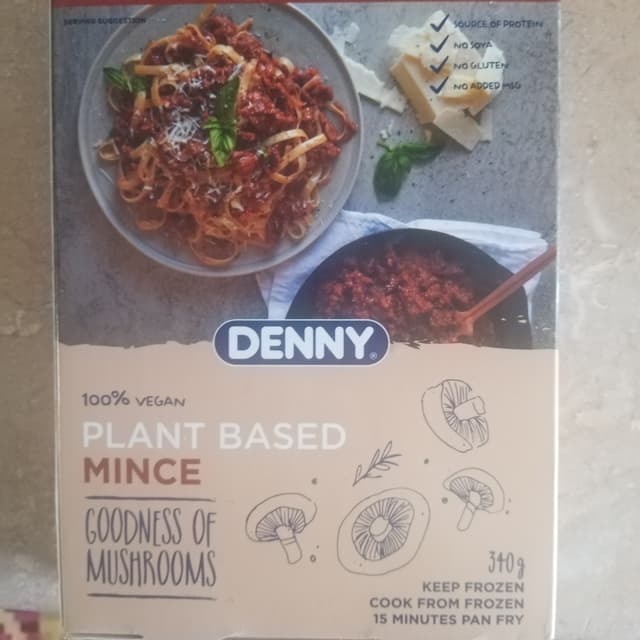 SERVING SUGGESTION
SOURCE OF PROTEIN
NO SOYA
NO GLUTEN
NO ADDED MSG
DENNY®
100% VEGAN
PLANT BASED
MINCE
GOODNESS OF
MUSHROOMS
340g
KEEP FROZEN
COOK FROM FROZEN
15 MINUTES PAN FRY